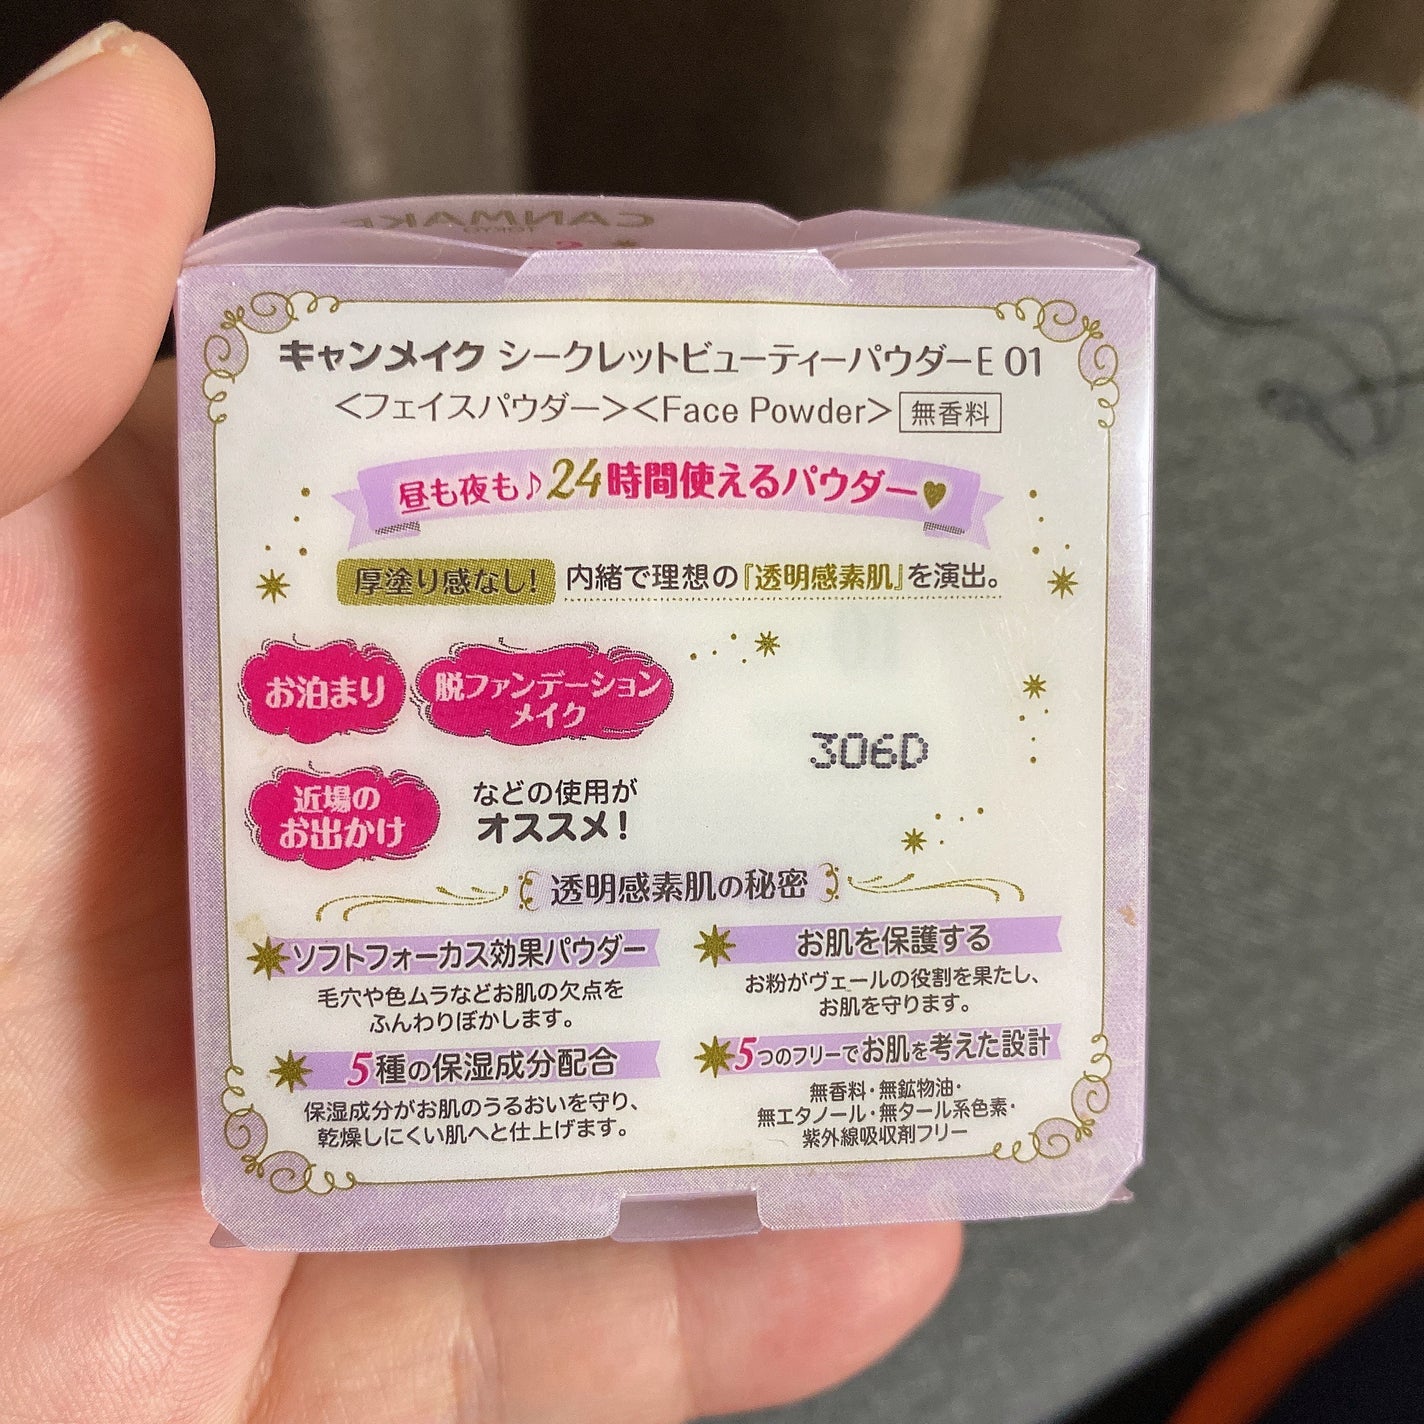 CANMAKE
TOKYO
キャンメイク シークレットビューティーパウダーE 01
<フェイスパウダー><Face Powder> 無香料
昼も夜も♪24時間使えるパウダー♥
厚塗り感なし! 内緒で理想の『透明感素肌』を演出。
お泊まり
脱ファンデーション
メイク
306D
近場の
お出かけ
などの使用が
オススメ!
透明感素肌の秘密
ソフトフォーカス効果パウダー
毛穴や色ムラなどお肌の欠点を
ふんわりぼかします。
お肌を保護する
お粉がヴェールの役割を果たし、
お肌を守ります。
5種の保湿成分配合
保湿成分がお肌のうるおいを守り、
乾燥しにくい肌へと仕上げます。
5つのフリーでお肌を考えた設計
無香料・無鉱物油・
無エタノール・無タール系色素・
紫外線吸収剤フリー